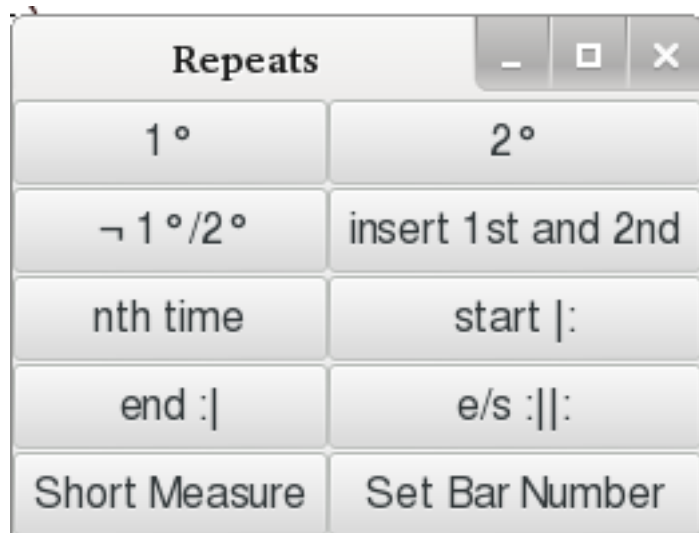 Repeats
1° 2°
¬ 1°/2° insert 1st and 2nd
nth time start |:
end :| e/s :||:
Short Measure Set Bar Number